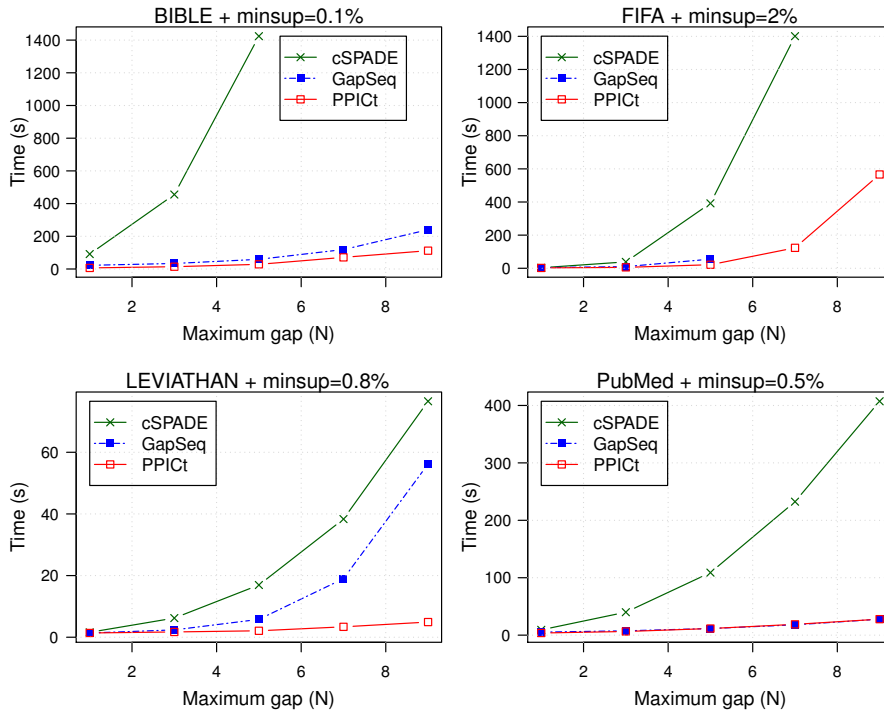 BIBLE + minsup=0.1%
1400
1200
1000
800
600
400
200
0
Time (s)
cSPADE
GapSeq
PPICt
2 4 6 8
Maximum gap (N)
FIFA + minsup=2%
1400
1200
1000
800
600
400
200
0
Time (s)
cSPADE
GapSeq
PPICt
2 4 6 8
Maximum gap (N)
LEVIATHAN + minsup=0.8%
60
40
20
0
Time (s)
cSPADE
GapSeq
PPICt
2 4 6 8
Maximum gap (N)
PubMed + minsup=0.5%
400
300
200
100
0
Time (s)
cSPADE
GapSeq
PPICt
2 4 6 8
Maximum gap (N)